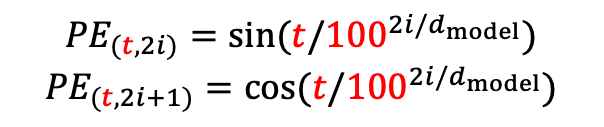 PE(t,2i) = sin(t/100^2i/dmodel)
PE(t,2i+1) = cos(t/100^2i/dmodel)